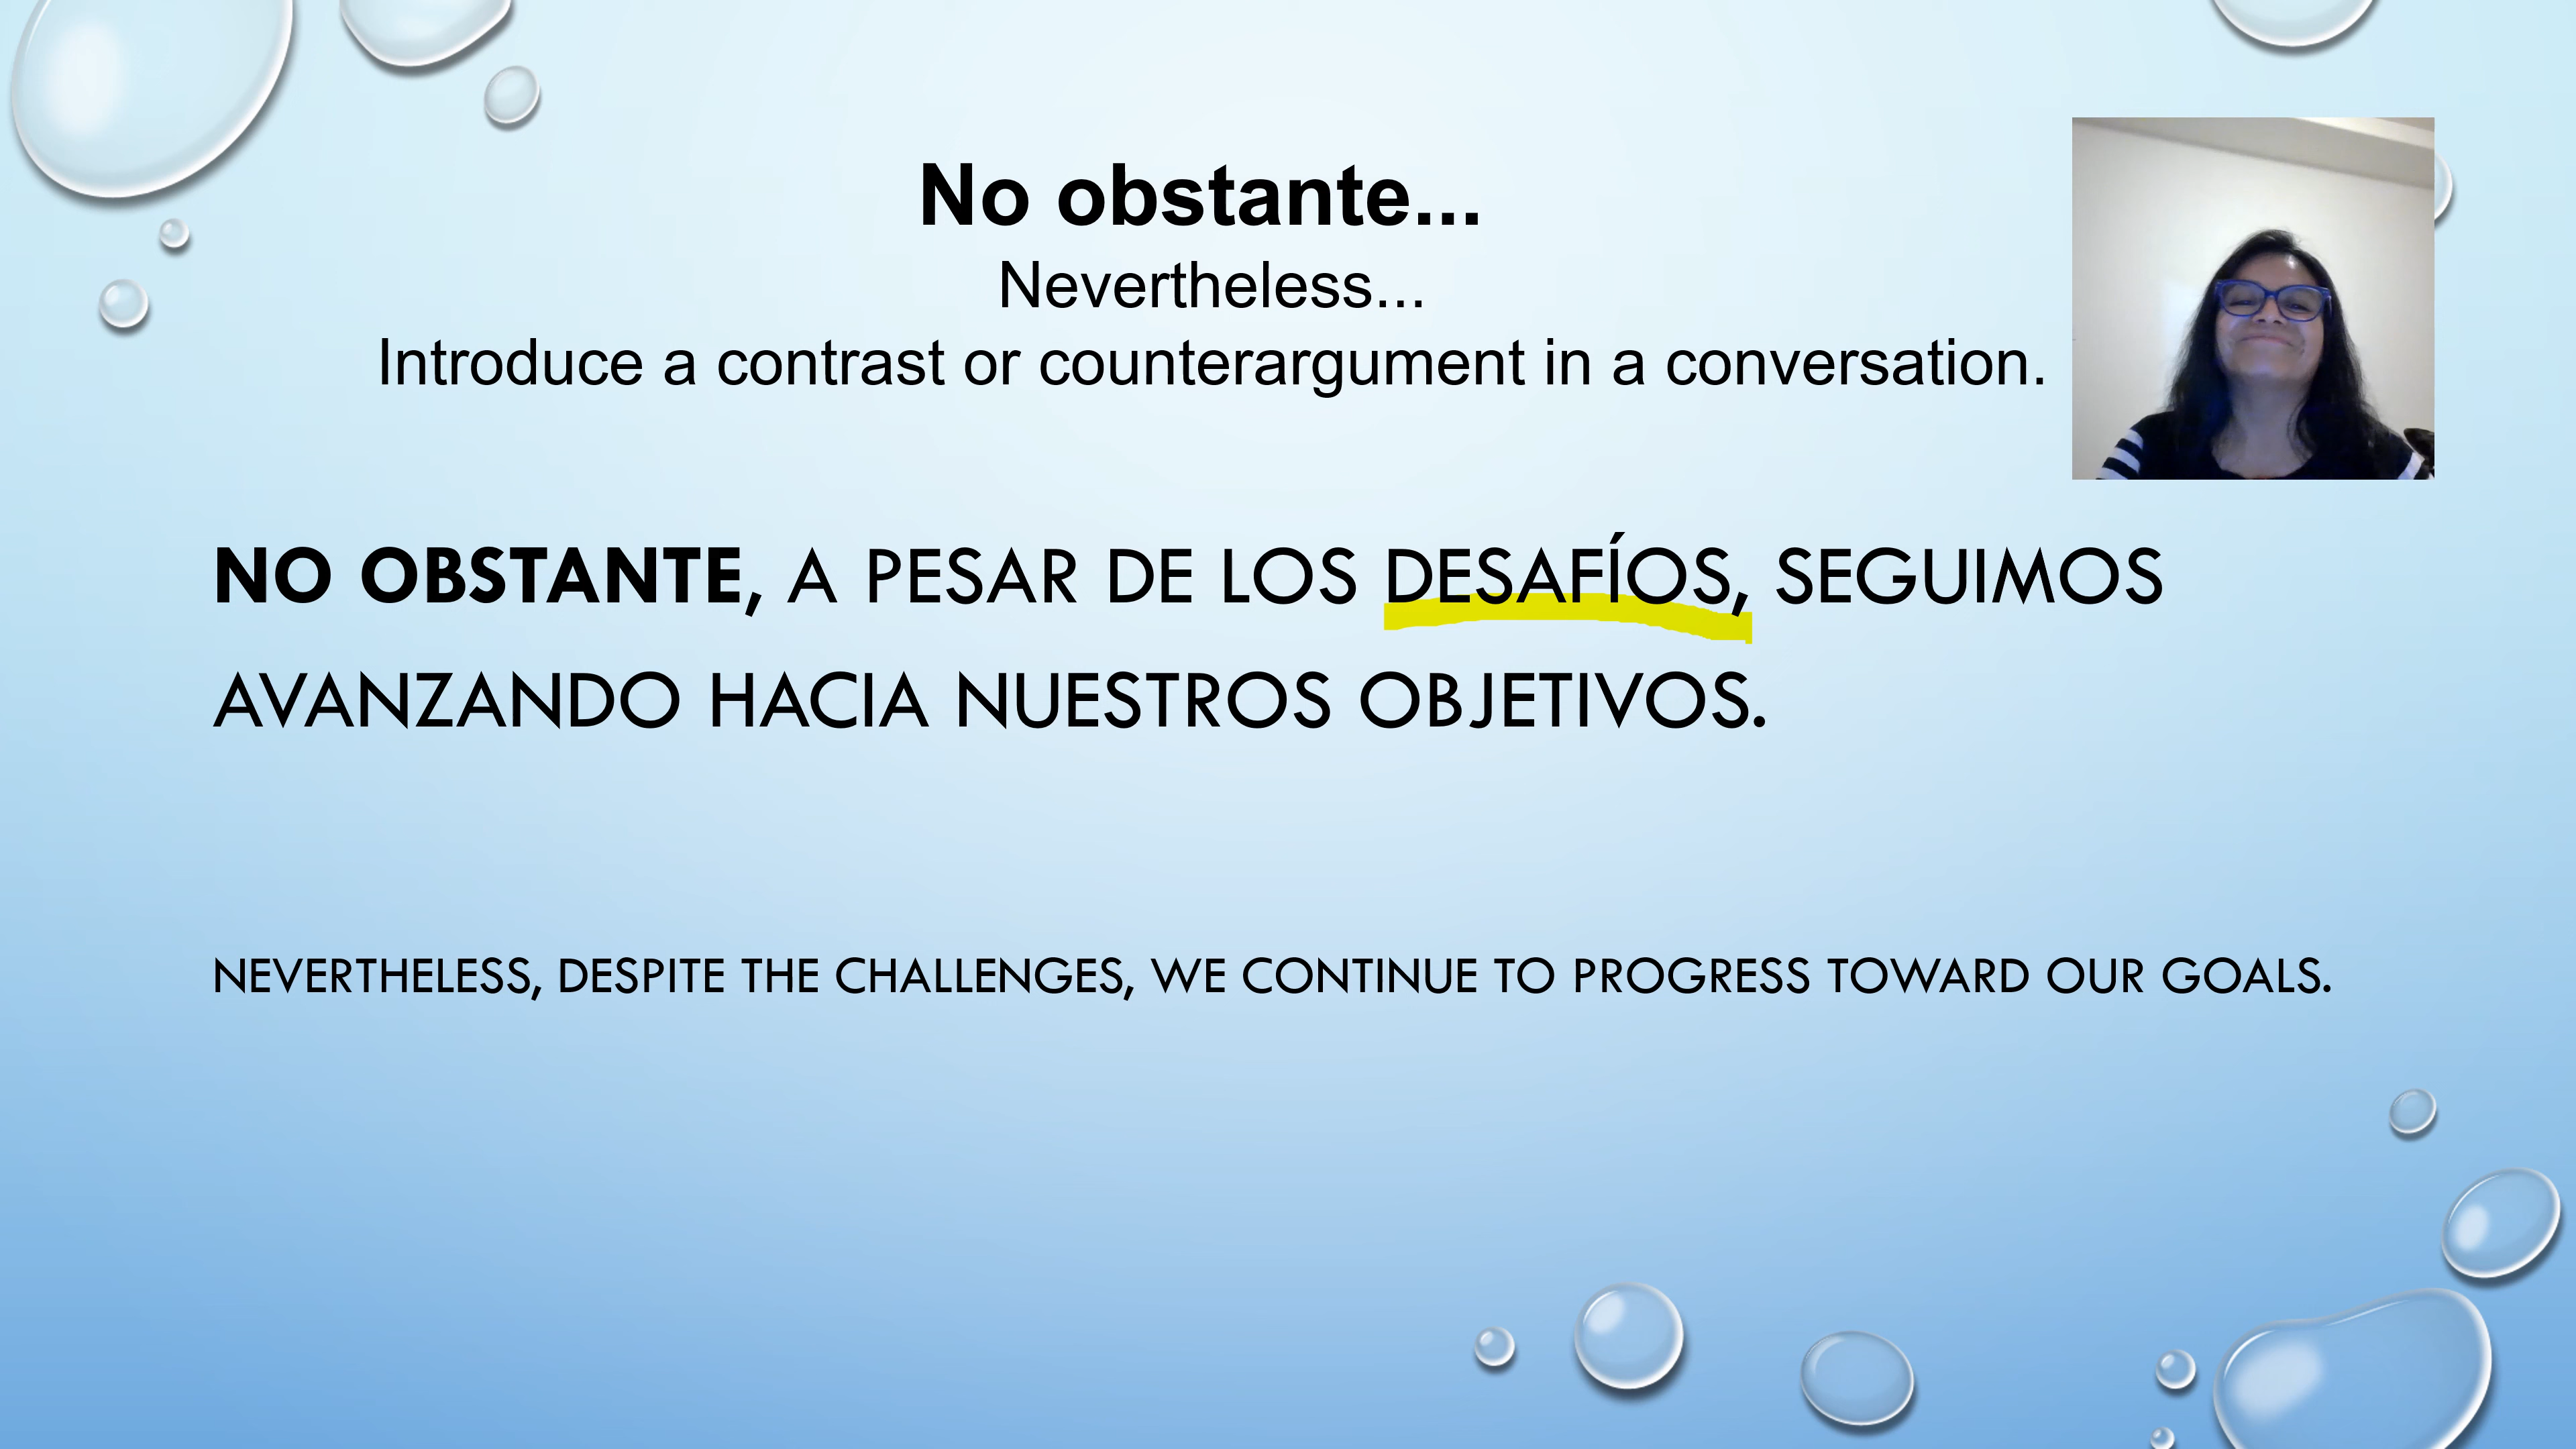 No obstante...
Nevertheless...
Introduce a contrast or counterargument in a conversation.
NO OBSTANTE, A PESAR DE LOS DESAFÍOS, SEGUIMOS
AVANZANDO HACIA NUESTROS OBJETIVOS.
NEVERTHELESS, DESPITE THE CHALLENGES, WE CONTINUE TO PROGRESS TOWARD OUR GOALS.